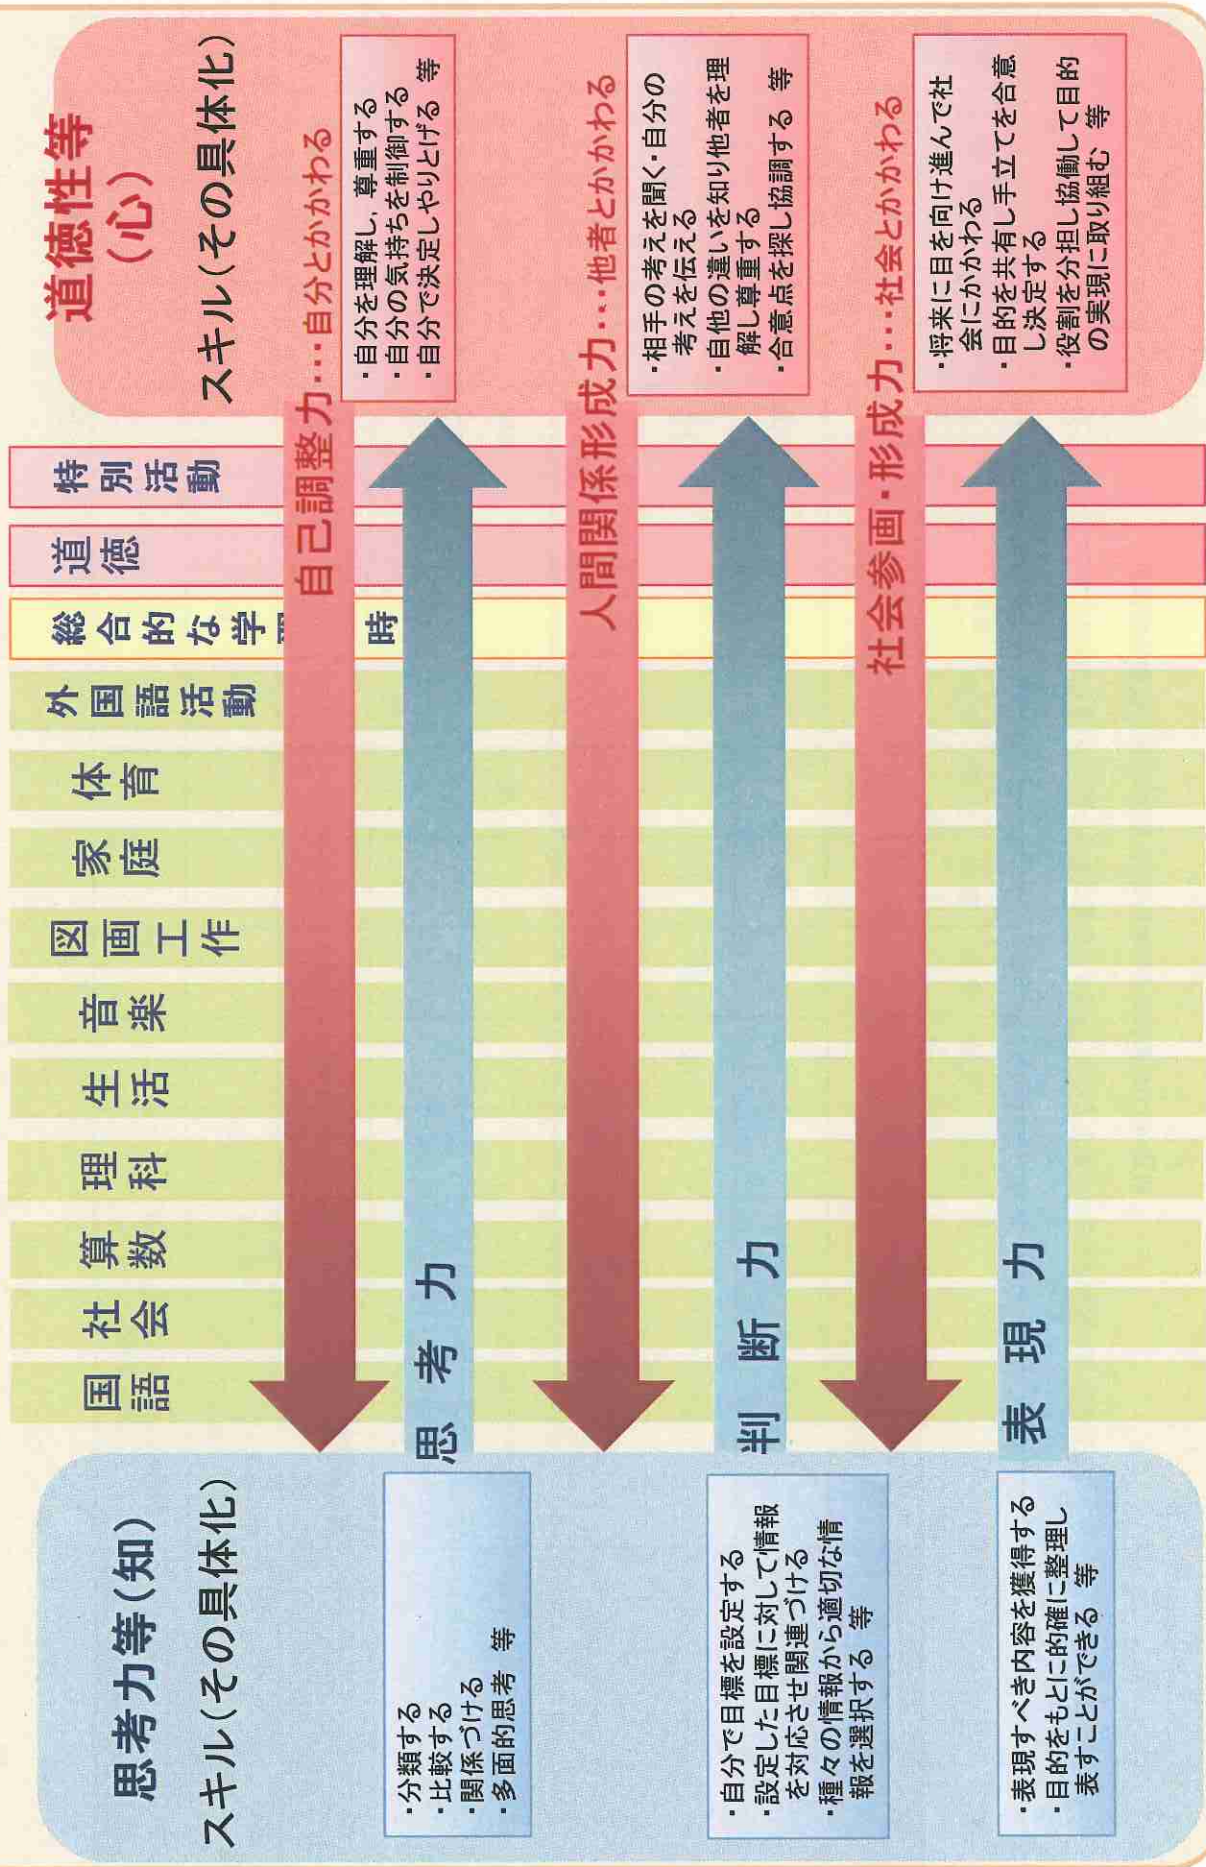 思考力等(知)
スキル(その具体化)
・分類する
・比較する
・関係づける
・多面的思考 等
・自分で目標を設定する
・設定した目標に対して情報
を対応させ関連づける
・種々の情報から適切な情
報を選択する 等
・表現すべき内容を獲得する
・目的をもとに的確に整理し
表すことができる 等
思考力
判断力
表現力
国語
社会
算数
理科
生活
音楽
図画工作
家庭
体育
外国語活動
総合的な学
時
道徳
特別活動
道徳性等
(心)
スキル(その具体化)
自己調整力・・・自分とかかわる
・自分を理解し、尊重する
・自分の気持ちを制御する
・自分で決定しやりとげる 等
人間関係形成力・・・他者とかかわる
・相手の考えを聞く・自分の
考えを伝える
・自他の違いを知り他者を理
解し尊重する
・合意点を探し協調する 等
社会参画・形成力・・・社会とかかわる
・将来に目を向け進んで社
会にかかわる
・目的を共有し手立てを合意
し決定する
・役割を分担し協働して目的
の実現に取り組む 等